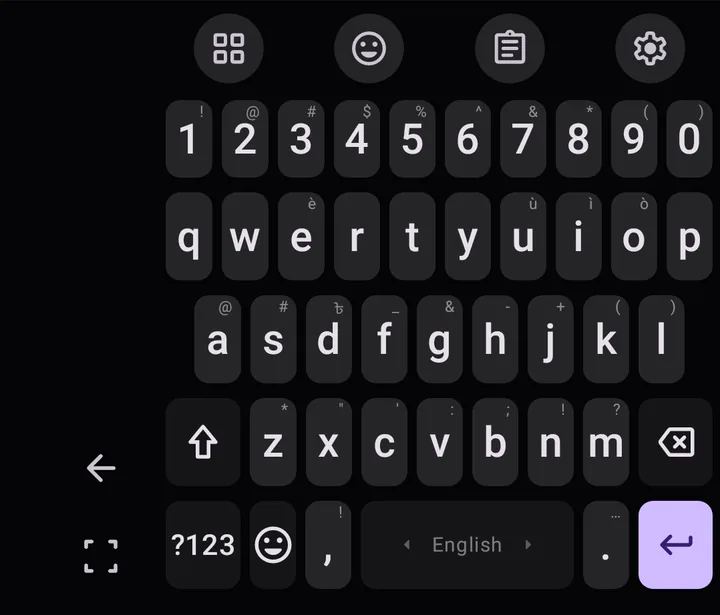 ! @ # $ % ^ & * ( )
1 2 3 4 5 6 7 8 9 0
è ù ì ò
q w e r t y u i o p
@ # _ & - + ( )
a s d f g h j k l
* " ' : ; ! ?
z x c v b n m
! …
?123 , English .